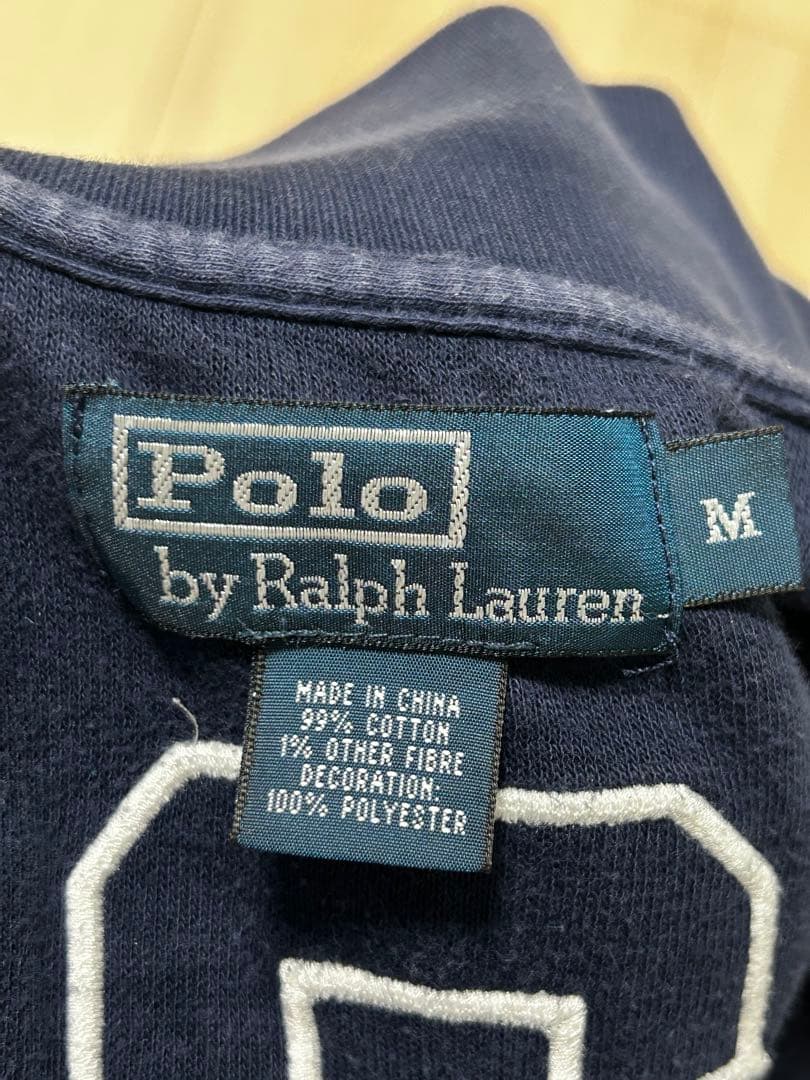 Polo
by Ralph Lauren
M
MADE IN CHINA
99% COTTON
1% OTHER FIBRE
DECORATION:
100% POLYESTER